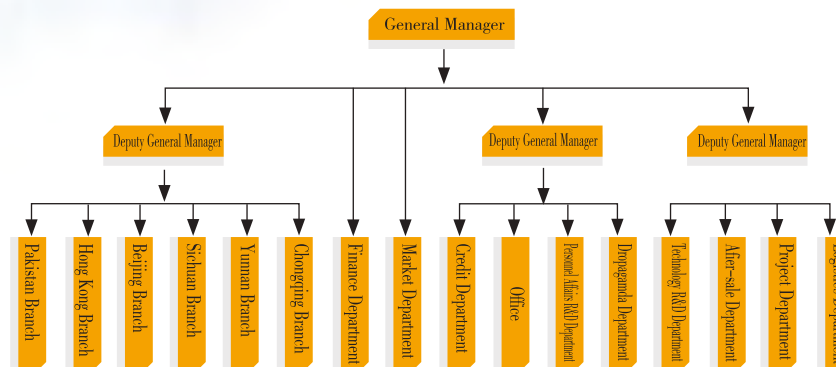 General Manager
Deputy General Manager
Deputy General Manager
Deputy General Manager
Pakistan Branch
Hong Kong Branch
Beijing Branch
Sichuan Branch
Yunnan Branch
Chongqing Branch
Finance Department
Market Department
Credit Department
Office
Personnel Affairs R&D Department
Dropaganda Department
Technology R&D Department
Afier-sale Department
Project Department